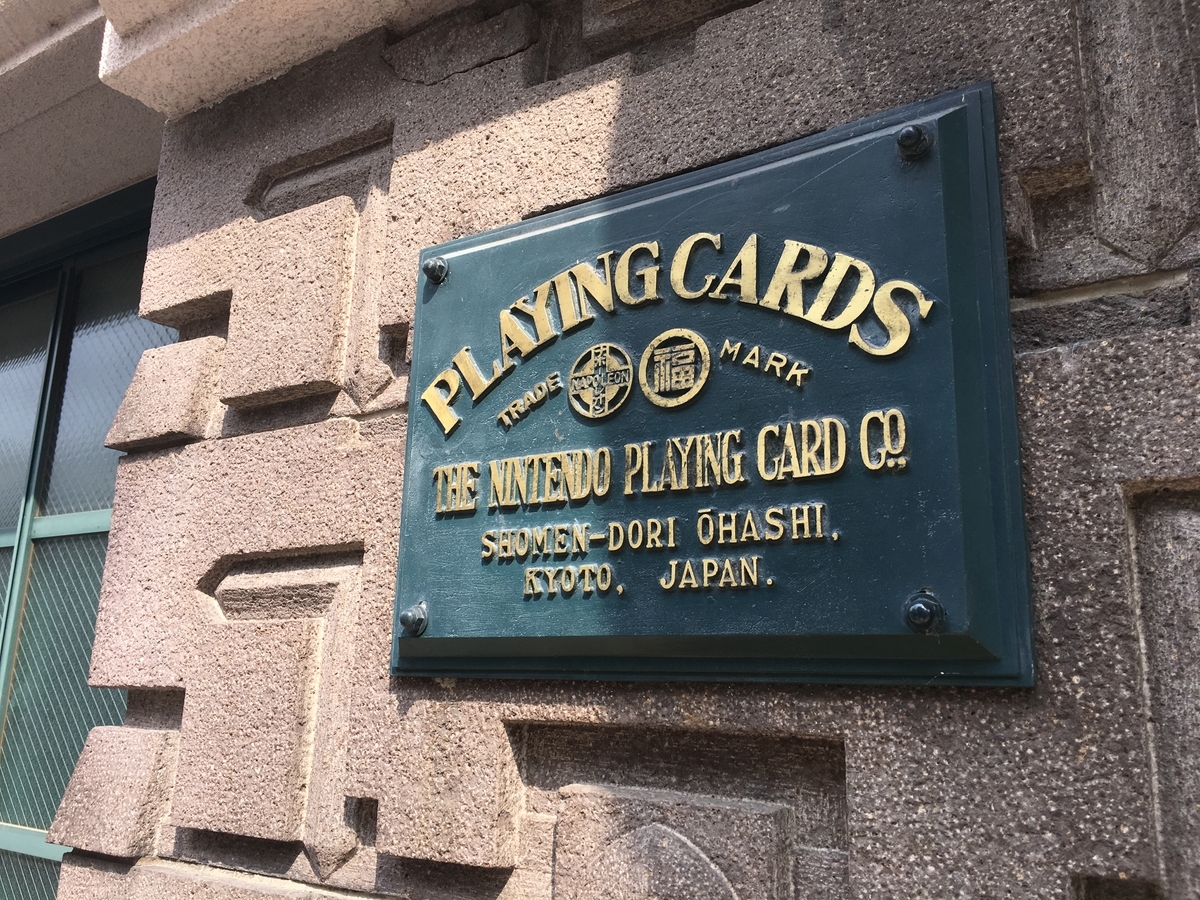 PLAYING CARDS
TRADE NAPOLEON 福 MARK
THE NINTENDO PLAYING CARD Co.
SHOMEN-DORI ŌHASHI,
KYOTO, JAPAN.